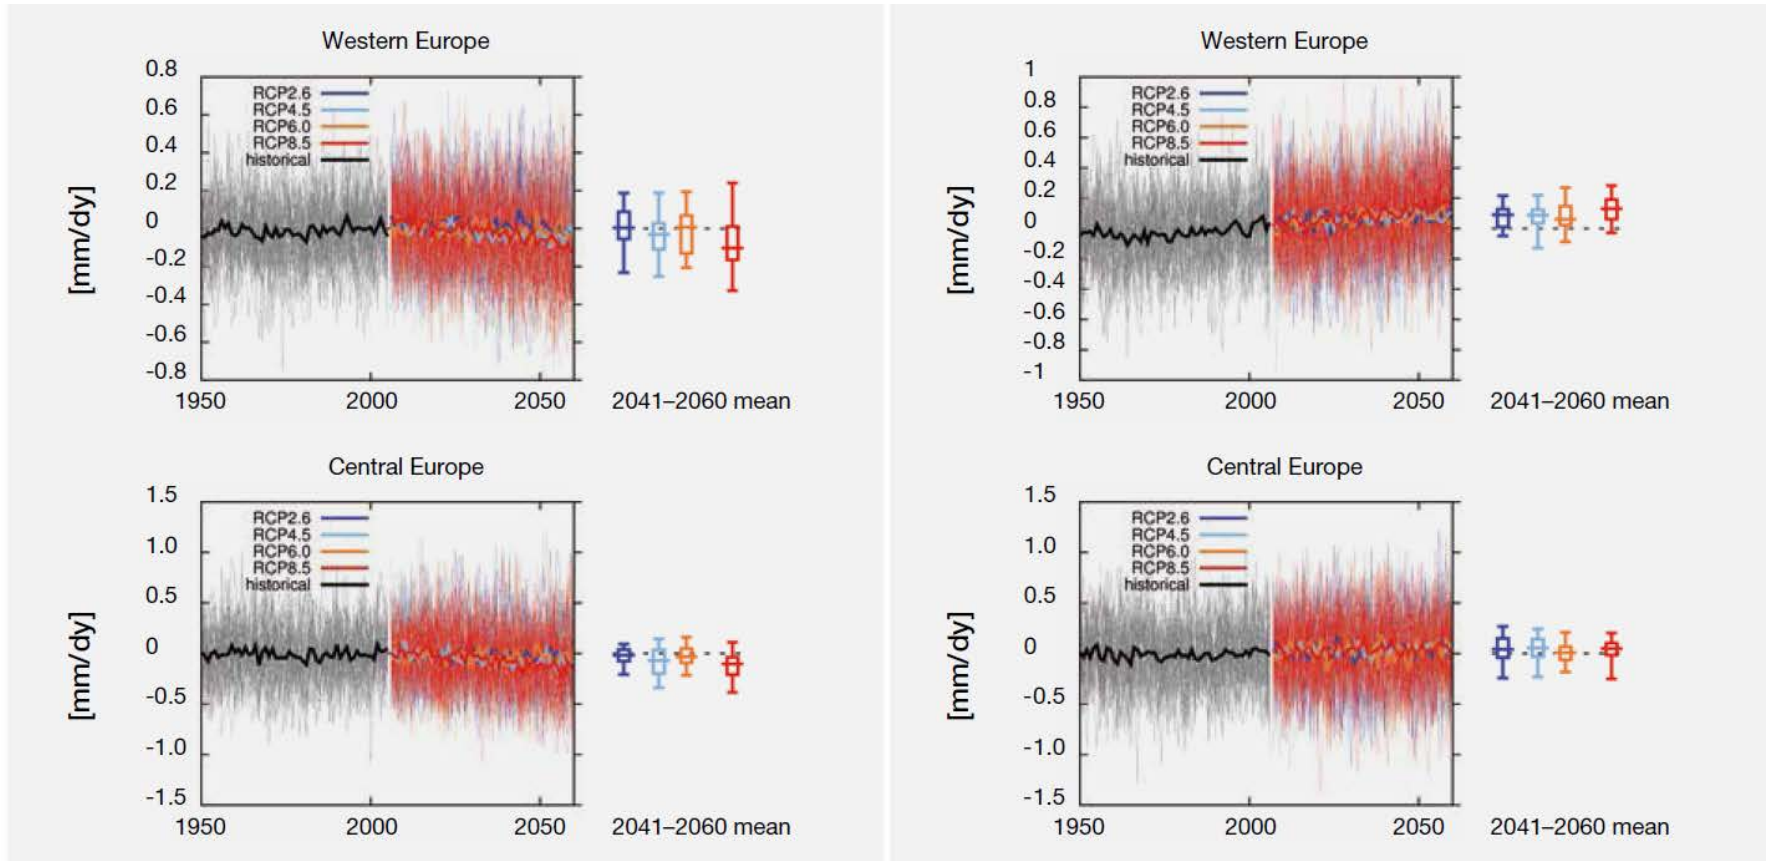 Western Europe
0.8
0.6
0.4
0.2
0
-0.2
-0.4
-0.6
-0.8
[mm/dy]
RCP2.6
RCP4.5
RCP6.0
RCP8.5
historical
1950 2000 2050
2041–2060 mean
Western Europe
1
0.8
0.6
0.4
0.2
0
-0.2
-0.4
-0.6
-0.8
-1
[mm/dy]
RCP2.6
RCP4.5
RCP6.0
RCP8.5
historical
1950 2000 2050
2041–2060 mean
Central Europe
1.5
1.0
0.5
0
-0.5
-1.0
-1.5
[mm/dy]
RCP2.6
RCP4.5
RCP6.0
RCP8.5
historical
1950 2000 2050
2041–2060 mean
Central Europe
1.5
1.0
0.5
0
-0.5
-1.0
-1.5
[mm/dy]
RCP2.6
RCP4.5
RCP6.0
RCP8.5
historical
1950 2000 2050
2041–2060 mean